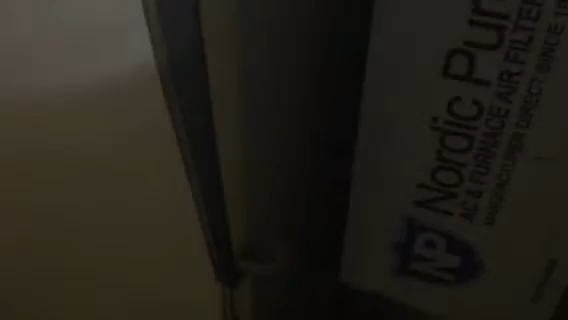 Nordic Pur
AC & FURNACE AIR FILTER
MANUFACTURER DIRECT SINCE
NP